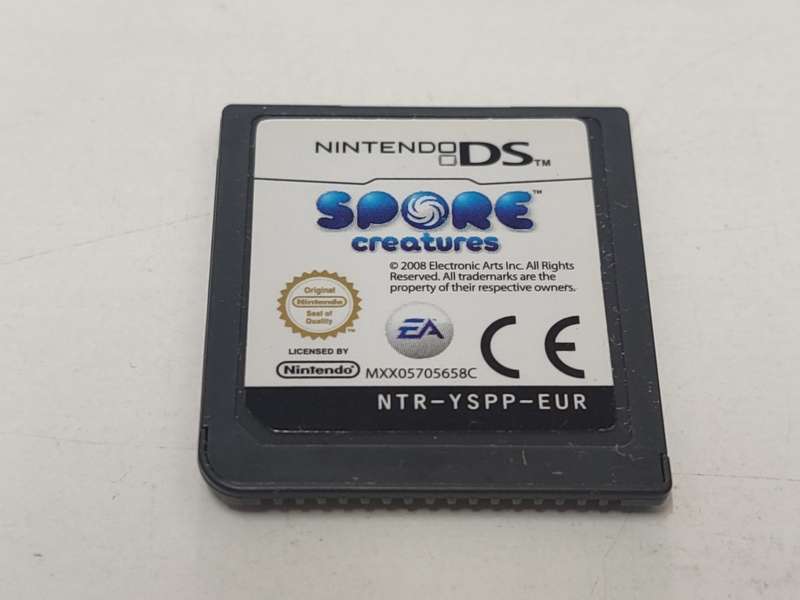 NINTENDO DS™
SPORE™
creatures
© 2008 Electronic Arts Inc. All Rights
Reserved. All trademarks are the
property of their respective owners.
Original
Nintendo
Seal of
Quality
™
EA
CE
LICENSED BY
Nintendo
MXX05705658C
NTR-YSPP-EUR